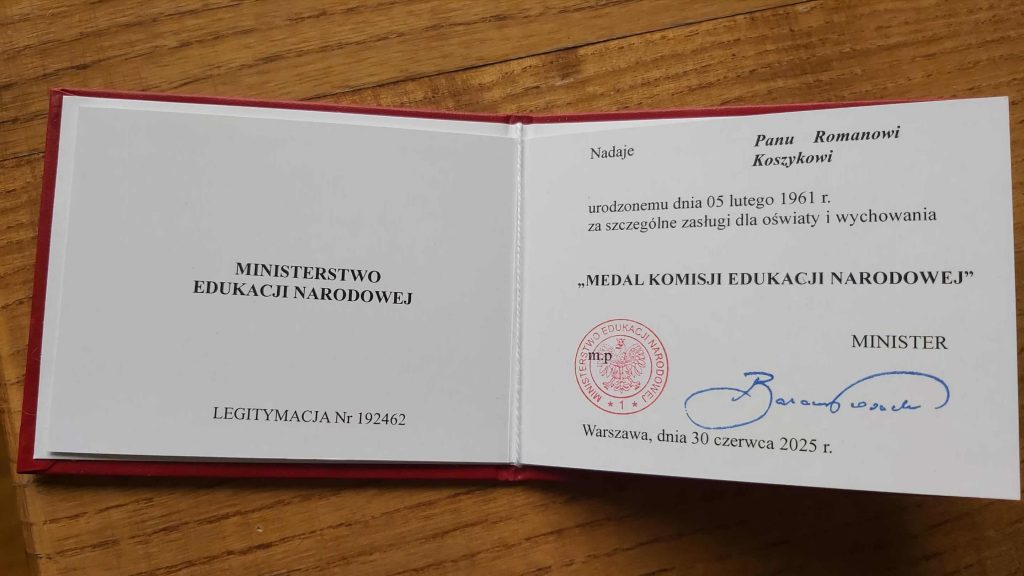 MINISTERSTWO
EDUKACJI NARODOWEJ
LEGITYMACJA Nr 192462
Nadaje
Panu Romanowi
Koszykowi
urodzonemu dnia 05 lutego 1961 r.
za szczególne zasługi dla oświaty i wychowania
„MEDAL KOMISJI EDUKACJI NARODOWEJ”
MINISTER
m.p
MINISTERSTWO EDUKACJI NARODOWEJ
* 1 *
Warszawa, dnia 30 czerwca 2025 r.